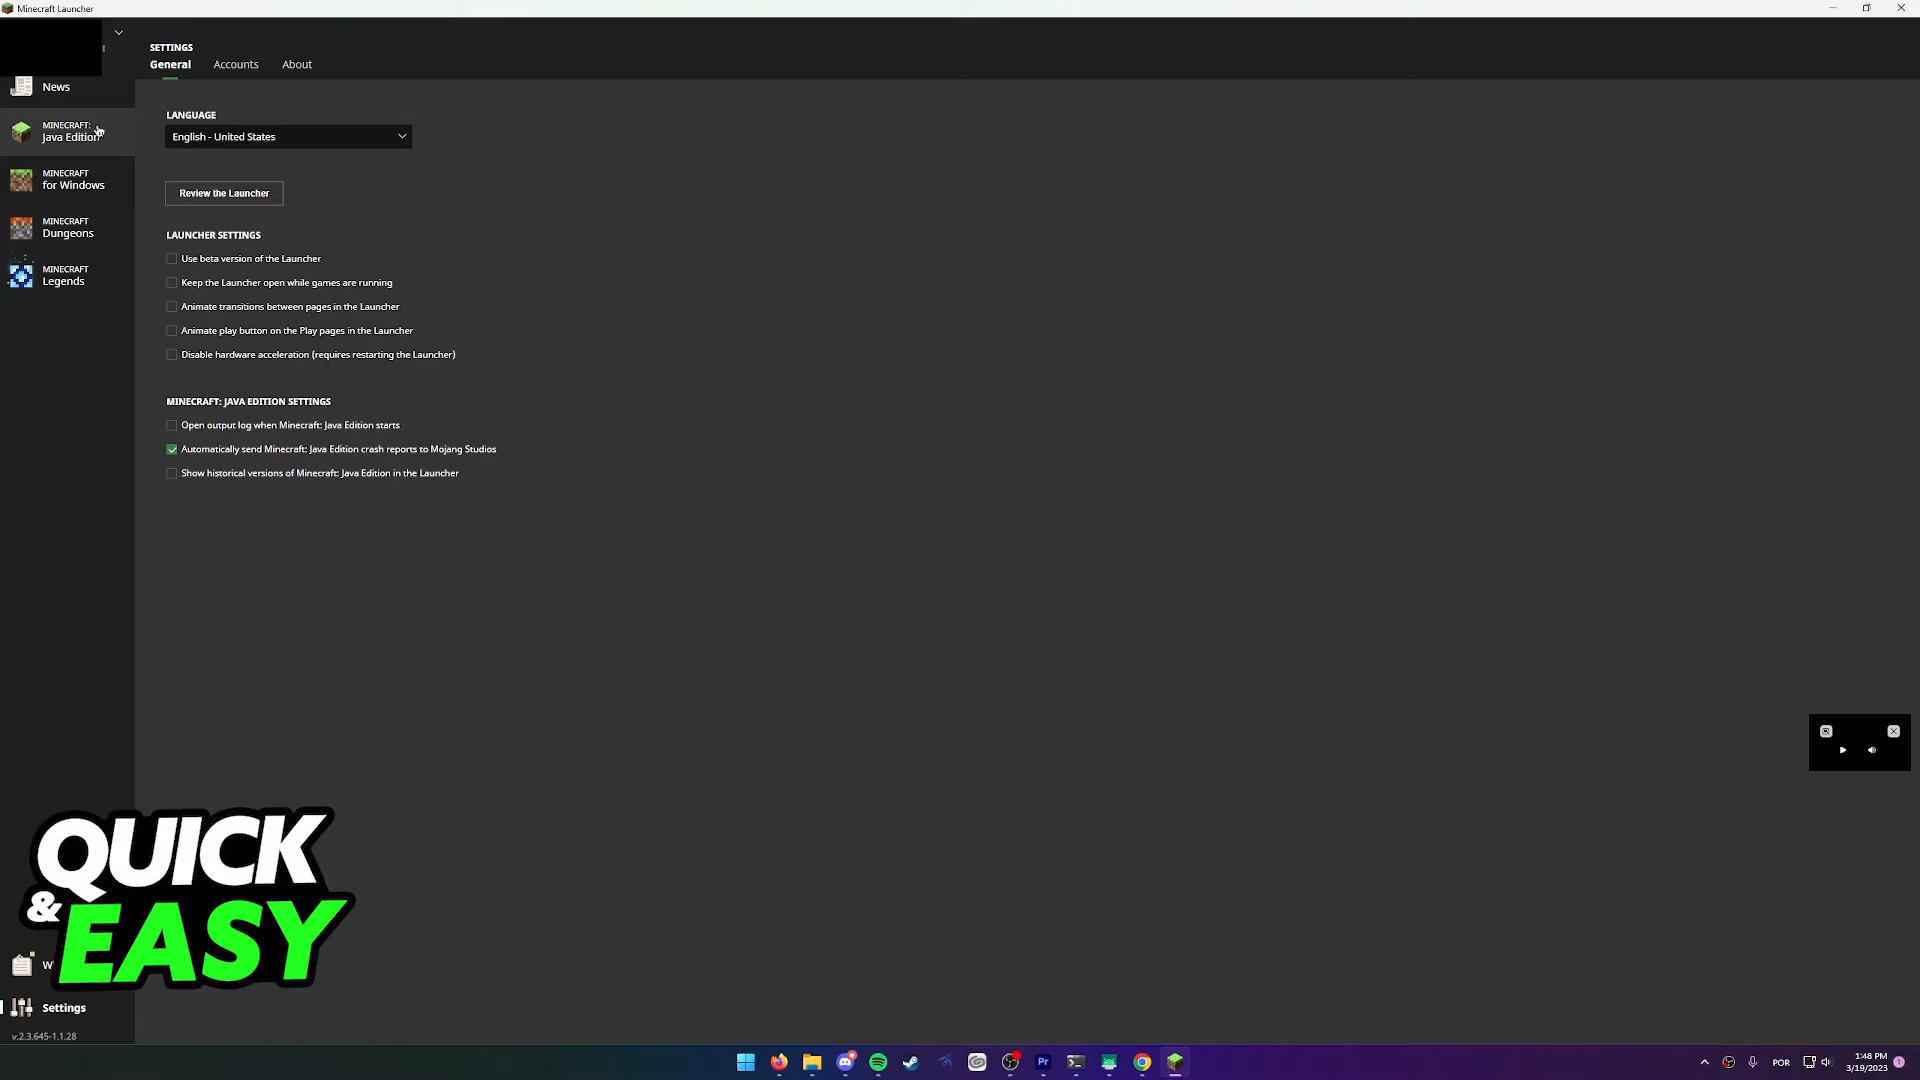 Minecraft Launcher
SETTINGS
General Accounts About
News
MINECRAFT:
Java Edition
MINECRAFT
for Windows
MINECRAFT
Dungeons
MINECRAFT
Legends
LANGUAGE
English - United States
Review the Launcher
LAUNCHER SETTINGS
Use beta version of the Launcher
Keep the Launcher open while games are running
Animate transitions between pages in the Launcher
Animate play button on the Play pages in the Launcher
Disable hardware acceleration (requires restarting the Launcher)
MINECRAFT: JAVA EDITION SETTINGS
Open output log when Minecraft: Java Edition starts
Automatically send Minecraft: Java Edition crash reports to Mojang Studios
Show historical versions of Minecraft: Java Edition in the Launcher
QUICK
& EASY
Settings
v.2.3.645-1.1.28
Pr
POR
1:48 PM
3/19/2023
1